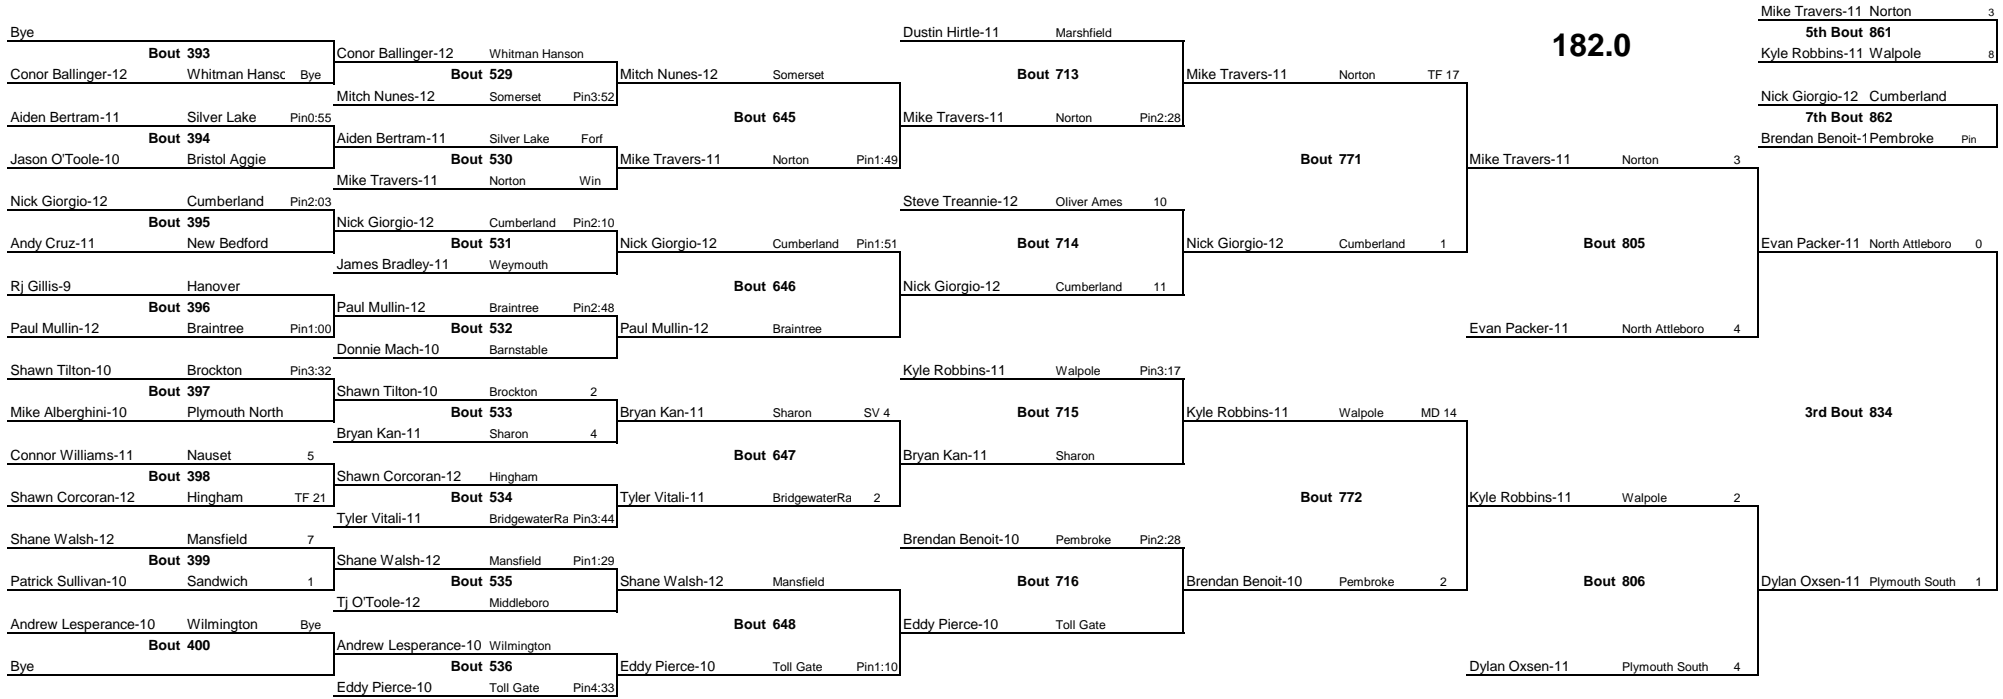 Bye
Bout 393
Conor Ballinger-12 Whitman Hansc Bye
Aiden Bertram-11 Silver Lake Pin0:55
Bout 394
Jason O'Toole-10 Bristol Aggie
Nick Giorgio-12 Cumberland Pin2:03
Bout 395
Andy Cruz-11 New Bedford
Rj Gillis-9 Hanover
Bout 396
Paul Mullin-12 Braintree Pin1:00
Shawn Tilton-10 Brockton Pin3:32
Bout 397
Mike Alberghini-10 Plymouth North
Connor Williams-11 Nauset 5
Bout 398
Shawn Corcoran-12 Hingham TF 21
Shane Walsh-12 Mansfield 7
Bout 399
Patrick Sullivan-10 Sandwich 1
Andrew Lesperance-10 Wilmington Bye
Bout 400
Bye
Conor Ballinger-12 Whitman Hanson
Bout 529
Mitch Nunes-12 Somerset Pin3:52
Aiden Bertram-11 Silver Lake Forf
Bout 530
Mike Travers-11 Norton Win
Nick Giorgio-12 Cumberland Pin2:10
Bout 531
James Bradley-11 Weymouth
Paul Mullin-12 Braintree Pin2:48
Bout 532
Donnie Mach-10 Barnstable
Shawn Tilton-10 Brockton 2
Bout 533
Bryan Kan-11 Sharon 4
Shawn Corcoran-12 Hingham
Bout 534
Tyler Vitali-11 BridgewaterRa Pin3:44
Shane Walsh-12 Mansfield Pin1:29
Bout 535
Tj O'Toole-12 Middleboro
Andrew Lesperance-10 Wilmington
Bout 536
Eddy Pierce-10 Toll Gate Pin4:33
Mitch Nunes-12 Somerset
Bout 645
Mike Travers-11 Norton Pin1:49
Nick Giorgio-12 Cumberland Pin1:51
Bout 646
Paul Mullin-12 Braintree
Bryan Kan-11 Sharon SV 4
Bout 647
Tyler Vitali-11 BridgewaterRa 2
Shane Walsh-12 Mansfield
Bout 648
Eddy Pierce-10 Toll Gate Pin1:10
Dustin Hirtle-11 Marshfield
Bout 713
Mike Travers-11 Norton Pin2:28
Steve Treannie-12 Oliver Ames 10
Bout 714
Nick Giorgio-12 Cumberland 11
Kyle Robbins-11 Walpole Pin3:17
Bout 715
Bryan Kan-11 Sharon
Brendan Benoit-10 Pembroke Pin2:28
Bout 716
Eddy Pierce-10 Toll Gate
Mike Travers-11 Norton TF 17
Bout 771
Nick Giorgio-12 Cumberland 1
Kyle Robbins-11 Walpole MD 14
Bout 772
Brendan Benoit-10 Pembroke 2
182.0
Mike Travers-11 Norton 3
Bout 805
Evan Packer-11 North Attleboro 4
Kyle Robbins-11 Walpole 2
Bout 806
Dylan Oxsen-11 Plymouth South 4
Mike Travers-11 Norton 3
5th Bout 861
Kyle Robbins-11 Walpole 8
Nick Giorgio-12 Cumberland
7th Bout 862
Brendan Benoit-1 Pembroke Pin
Evan Packer-11 North Attleboro 0
3rd Bout 834
Dylan Oxsen-11 Plymouth South 1